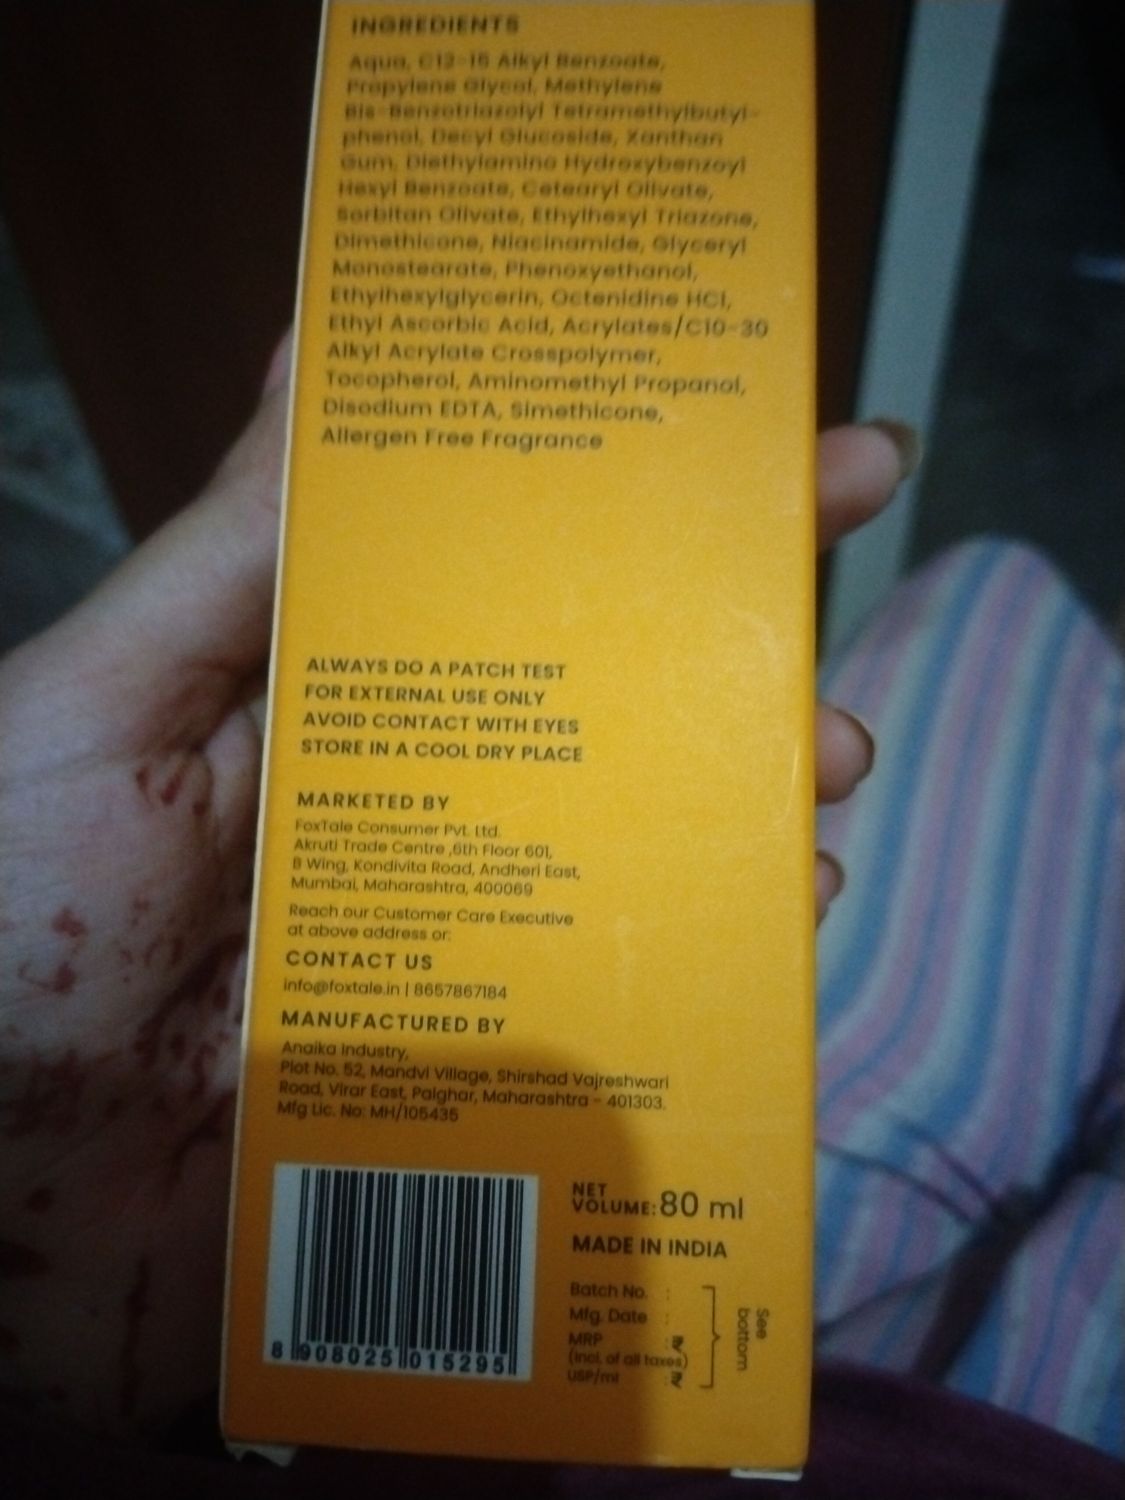 INGREDIENTS
Aqua, C12-15 Alkyl Benzoate,
Propylene Glycol, Methylene
Bis-Benzotriazolyl Tetramethylbutyl-
phenol, Decyl Glucoside, Xanthan
Gum, Diethylamino Hydroxybenzoyl
Hexyl Benzoate, Cetearyl Olivate,
Sorbitan Olivate, Ethylhexyl Triazone,
Dimethicone, Niacinamide, Glyceryl
Monostearate, Phenoxyethanol,
Ethylhexylglycerin, Octenidine HCl,
Ethyl Ascorbic Acid, Acrylates/C10-30
Alkyl Acrylate Crosspolymer,
Tocopherol, Aminomethyl Propanol,
Disodium EDTA, Simethicone,
Allergen Free Fragrance
ALWAYS DO A PATCH TEST
FOR EXTERNAL USE ONLY
AVOID CONTACT WITH EYES
STORE IN A COOL DRY PLACE
MARKETED BY
FoxTale Consumer Pvt. Ltd.
Akruti Trade Centre ,6th Floor 601,
B Wing, Kondivita Road, Andheri East,
Mumbai, Maharashtra, 400069
Reach our Customer Care Executive
at above address or:
CONTACT US
info@foxtale.in | 8657867184
MANUFACTURED BY
Anaika Industry,
Plot No. 52, Mandvi Village, Shirshad Vajreshwari
Road, Virar East, Palghar, Maharashtra - 401303.
Mfg Lic. No: MH/105435
8 908025 015295
NET
VOLUME: 80 ml
MADE IN INDIA
Batch No. :
Mfg. Date :
MRP :
(Incl. of all taxes)
USP/ml :
See
bottom